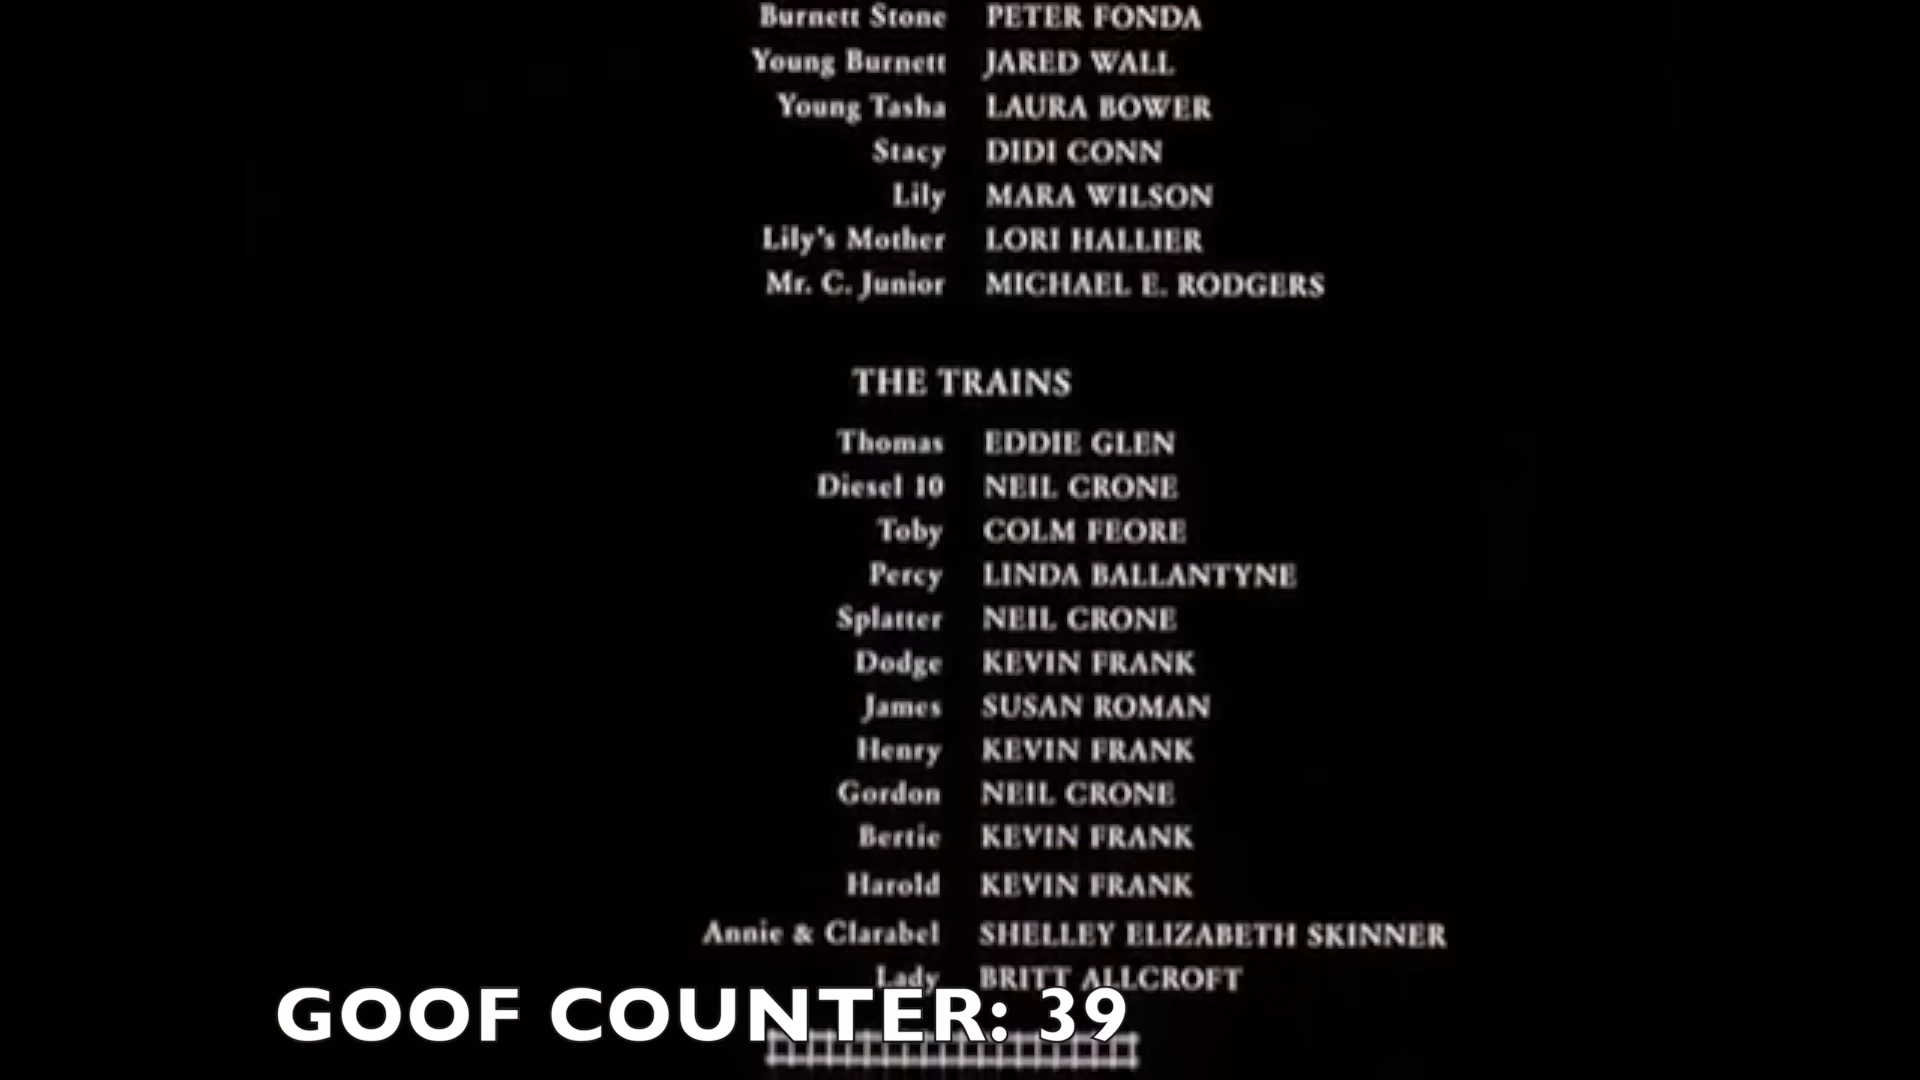 Burnett Stone PETER FONDA
Young Burnett JARED WALL
Young Tasha LAURA BOWER
Stacy DIDI CONN
Lily MARA WILSON
Lily's Mother LORI HALLIER
Mr. C. Junior MICHAEL E. RODGERS
THE TRAINS
Thomas EDDIE GLEN
Diesel 10 NEIL CRONE
Toby COLM FEORE
Percy LINDA BALLANTYNE
Splatter NEIL CRONE
Dodge KEVIN FRANK
James SUSAN ROMAN
Henry KEVIN FRANK
Gordon NEIL CRONE
Bertie KEVIN FRANK
Harold KEVIN FRANK
Annie & Clarabel SHELLEY ELIZABETH SKINNER
Lady BRITT ALLCROFT
GOOF COUNTER: 39